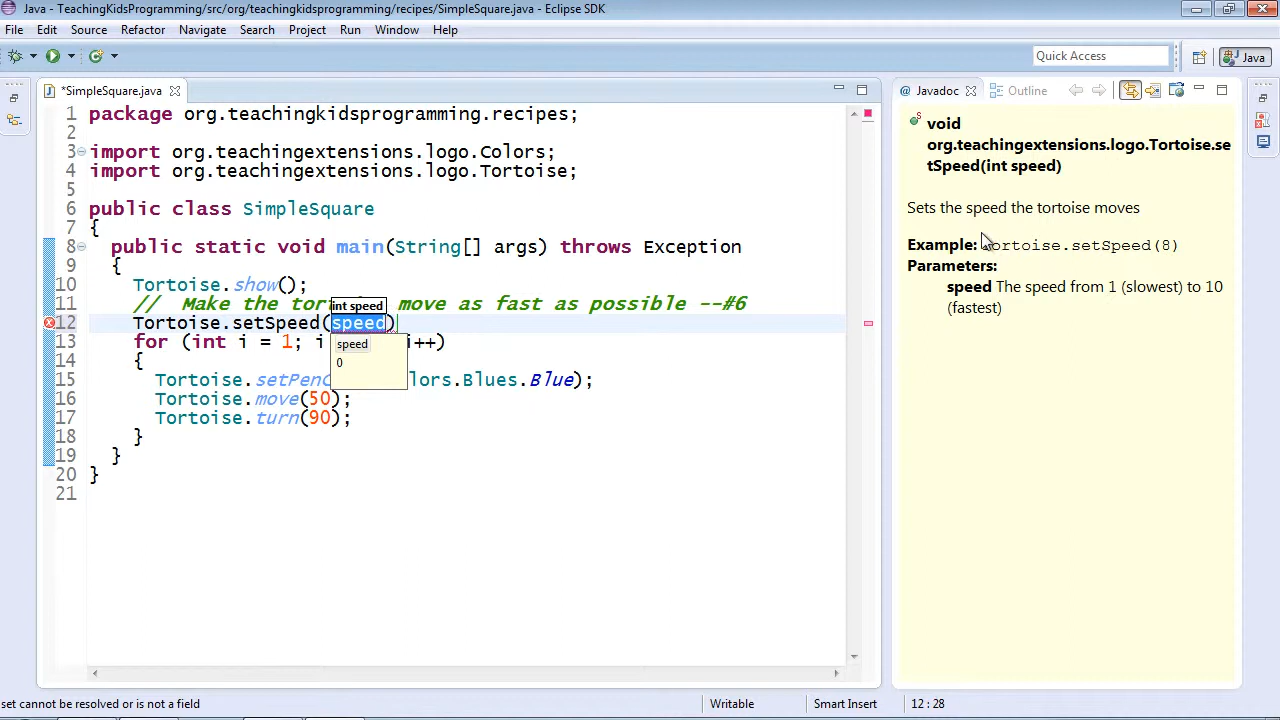 Java - TeachingKidsProgramming/src/org/teachingkidsprogramming/recipes/SimpleSquare.java - Eclipse SDK
File Edit Source Refactor Navigate Search Project Run Window Help
Quick Access Java
*SimpleSquare.java
1 package org.teachingkidsprogramming.recipes;
2
3 import org.teachingextensions.logo.Colors;
4 import org.teachingextensions.logo.Tortoise;
5
6 public class SimpleSquare
7 {
8 public static void main(String[] args) throws Exception
9 {
10 Tortoise.show();
11 // Make the tor move as fast as possible --#6
int speed
12 Tortoise.setSpeed(speed)
13 for (int i = 1; i i++)
speed
14 {
0
15 Tortoise.setPenC lors.Blues.Blue);
16 Tortoise.move(50);
17 Tortoise.turn(90);
18 }
19 }
20 }
21
@ Javadoc Outline
void
org.teachingextensions.logo.Tortoise.se
tSpeed(int speed)
Sets the speed the tortoise moves
Example: ortoise.setSpeed(8)
Parameters:
speed The speed from 1 (slowest) to 10
(fastest)
set cannot be resolved or is not a field Writable Smart Insert 12 : 28